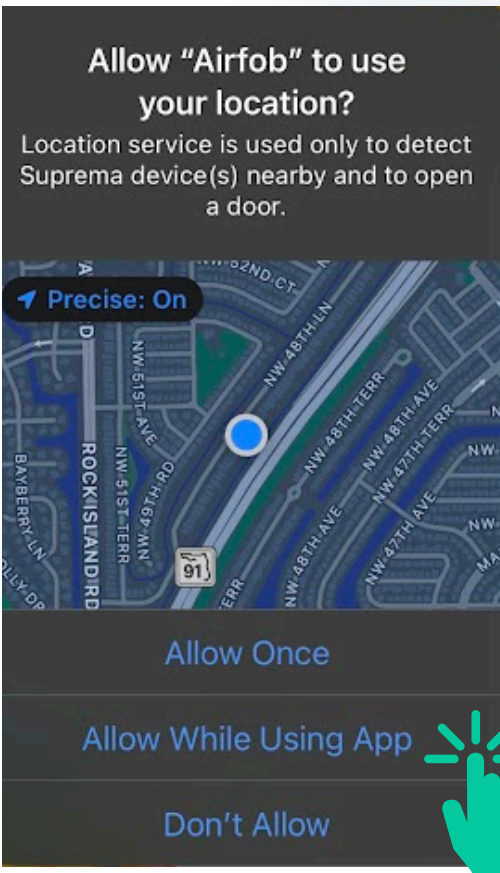 Allow “Airfob” to use
your location?
Location service is used only to detect
Suprema device(s) nearby and to open
a door.
Precise: On
NW 48TH LN
NW 51ST AVE
NW 48TH TERR
NW 48TH AVE
NW 47TH TERR
ROCK ISLAND RD
NW 51ST TERR
NW 49TH RD
BAYBERRY LN
NW 48TH AVE
NW 47TH AVE
NW
NW
91
Allow Once
Allow While Using App
Don’t Allow